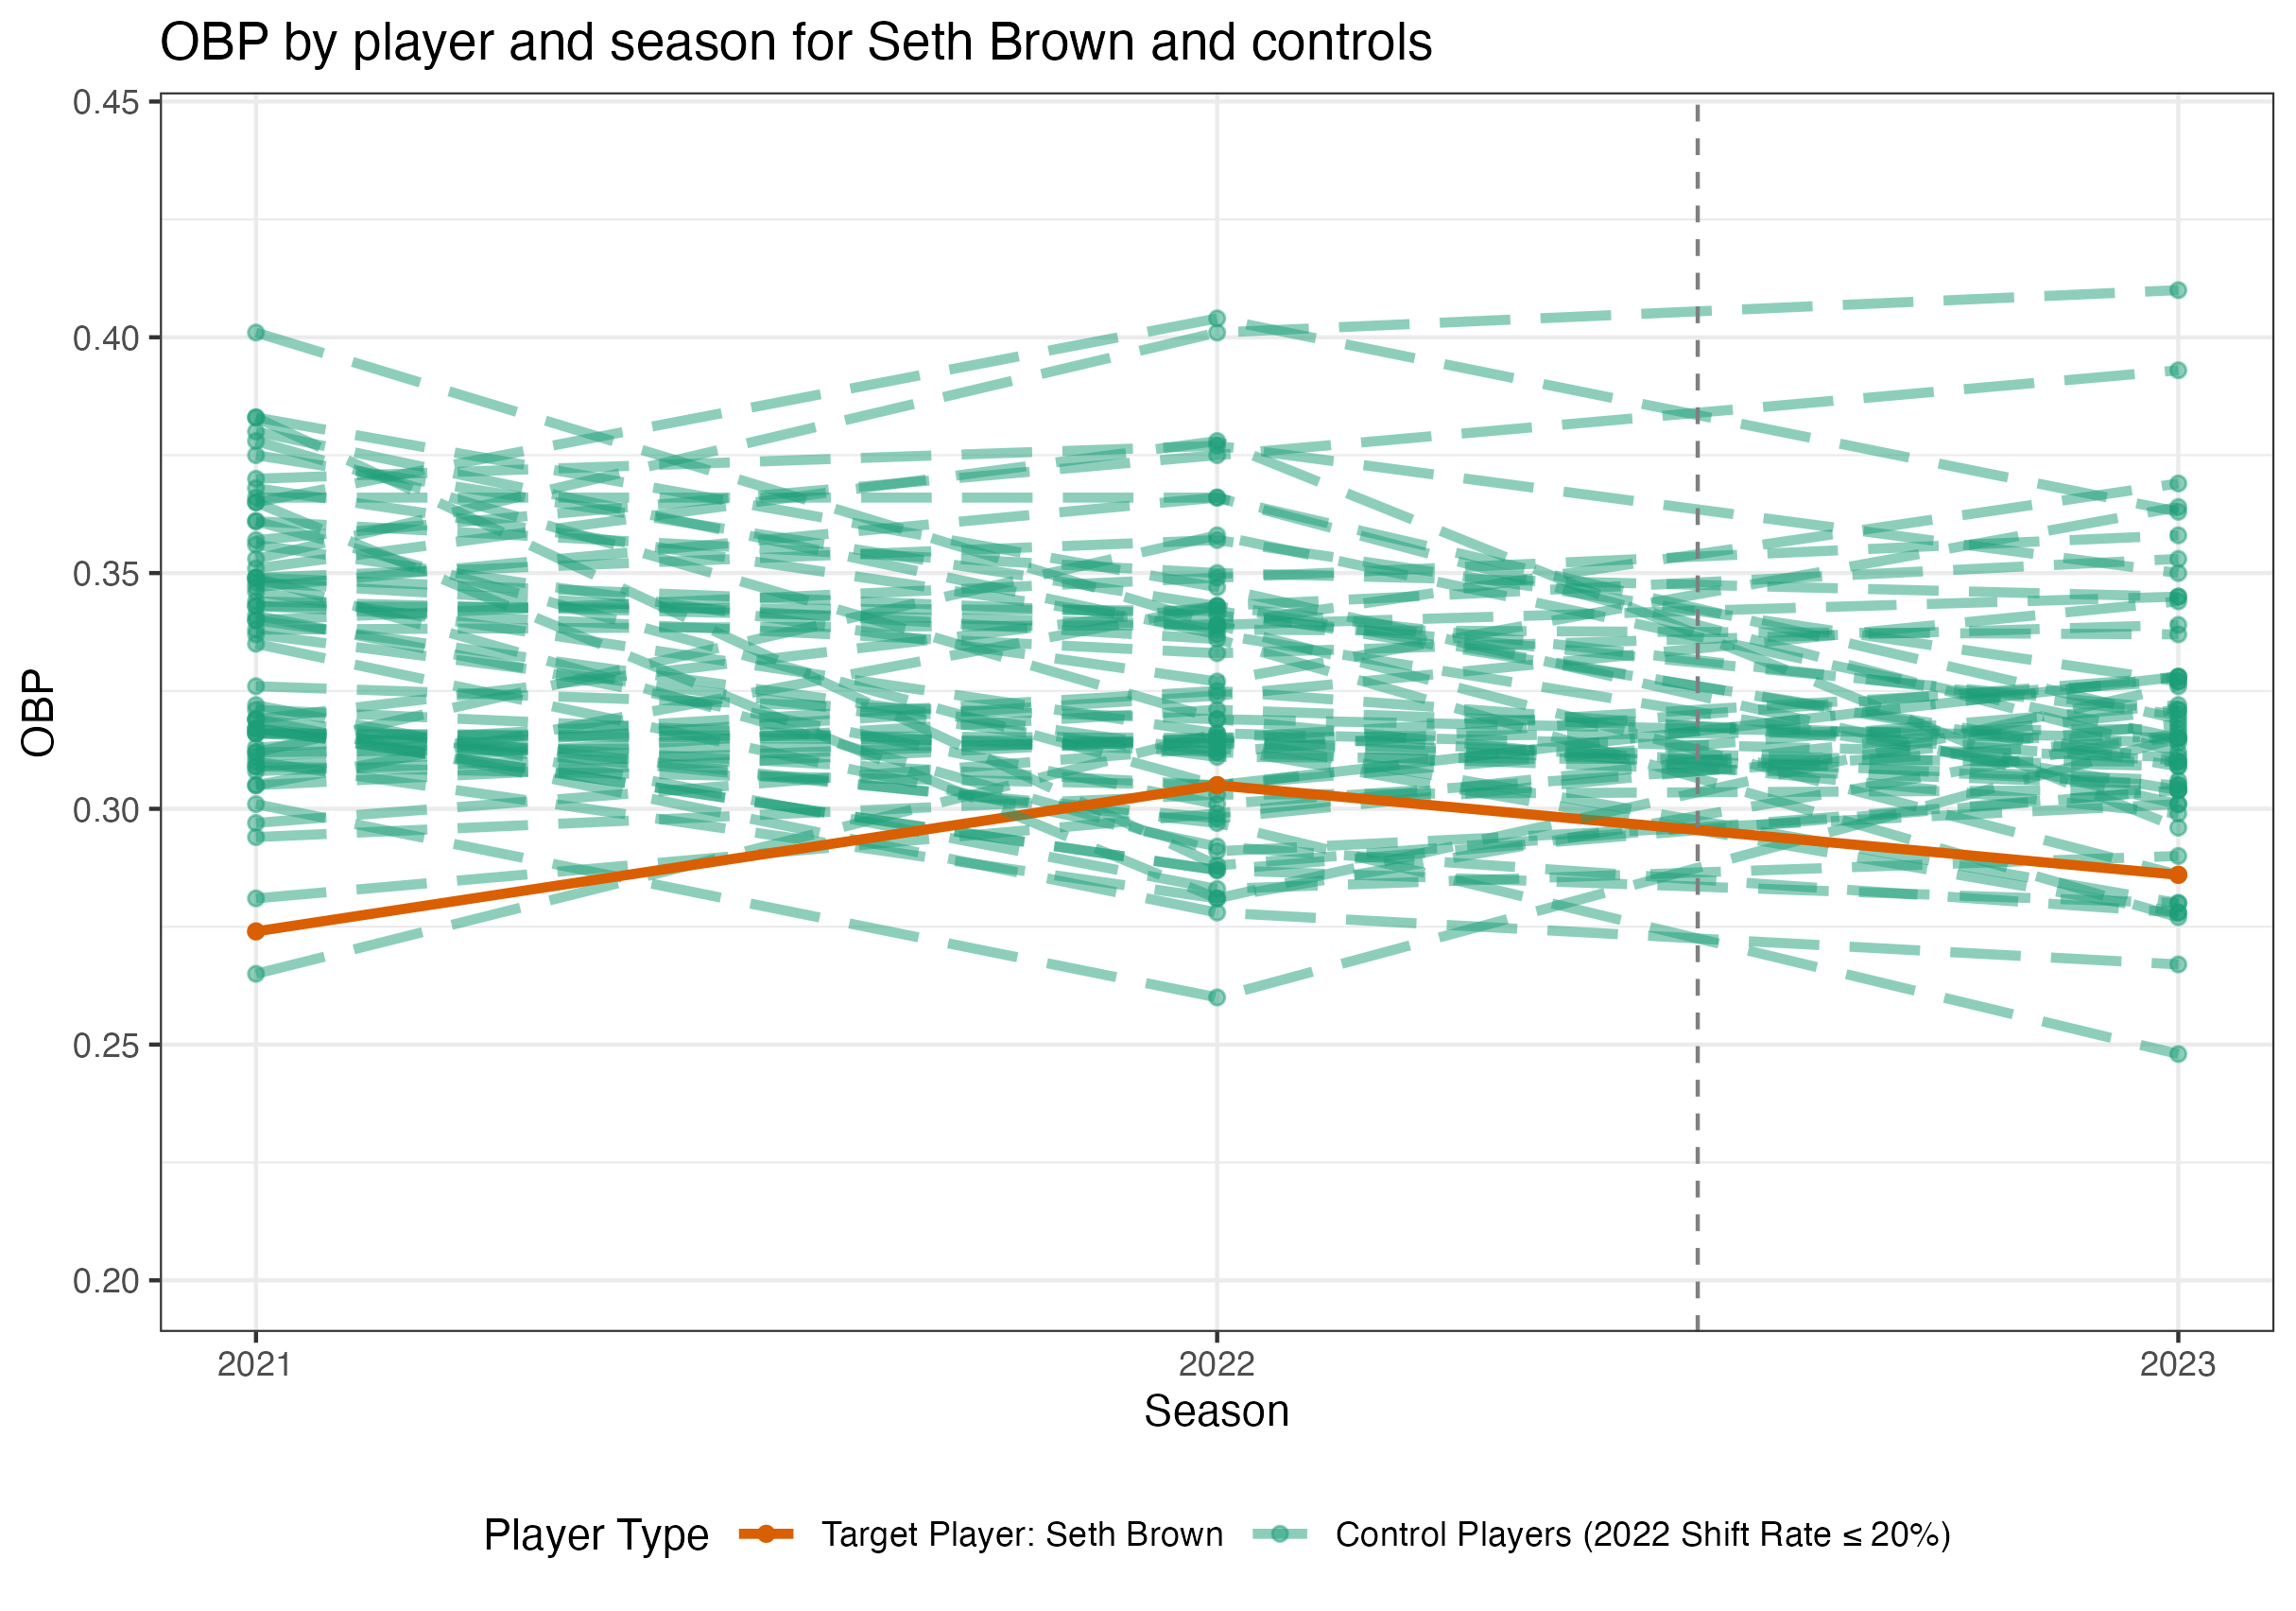 OBP by player and season for Seth Brown and controls
0.45
0.40
0.35
0.30
0.25
0.20
OBP
2021 2022 2023
Season
Player Type Target Player: Seth Brown Control Players (2022 Shift Rate ≤ 20%)